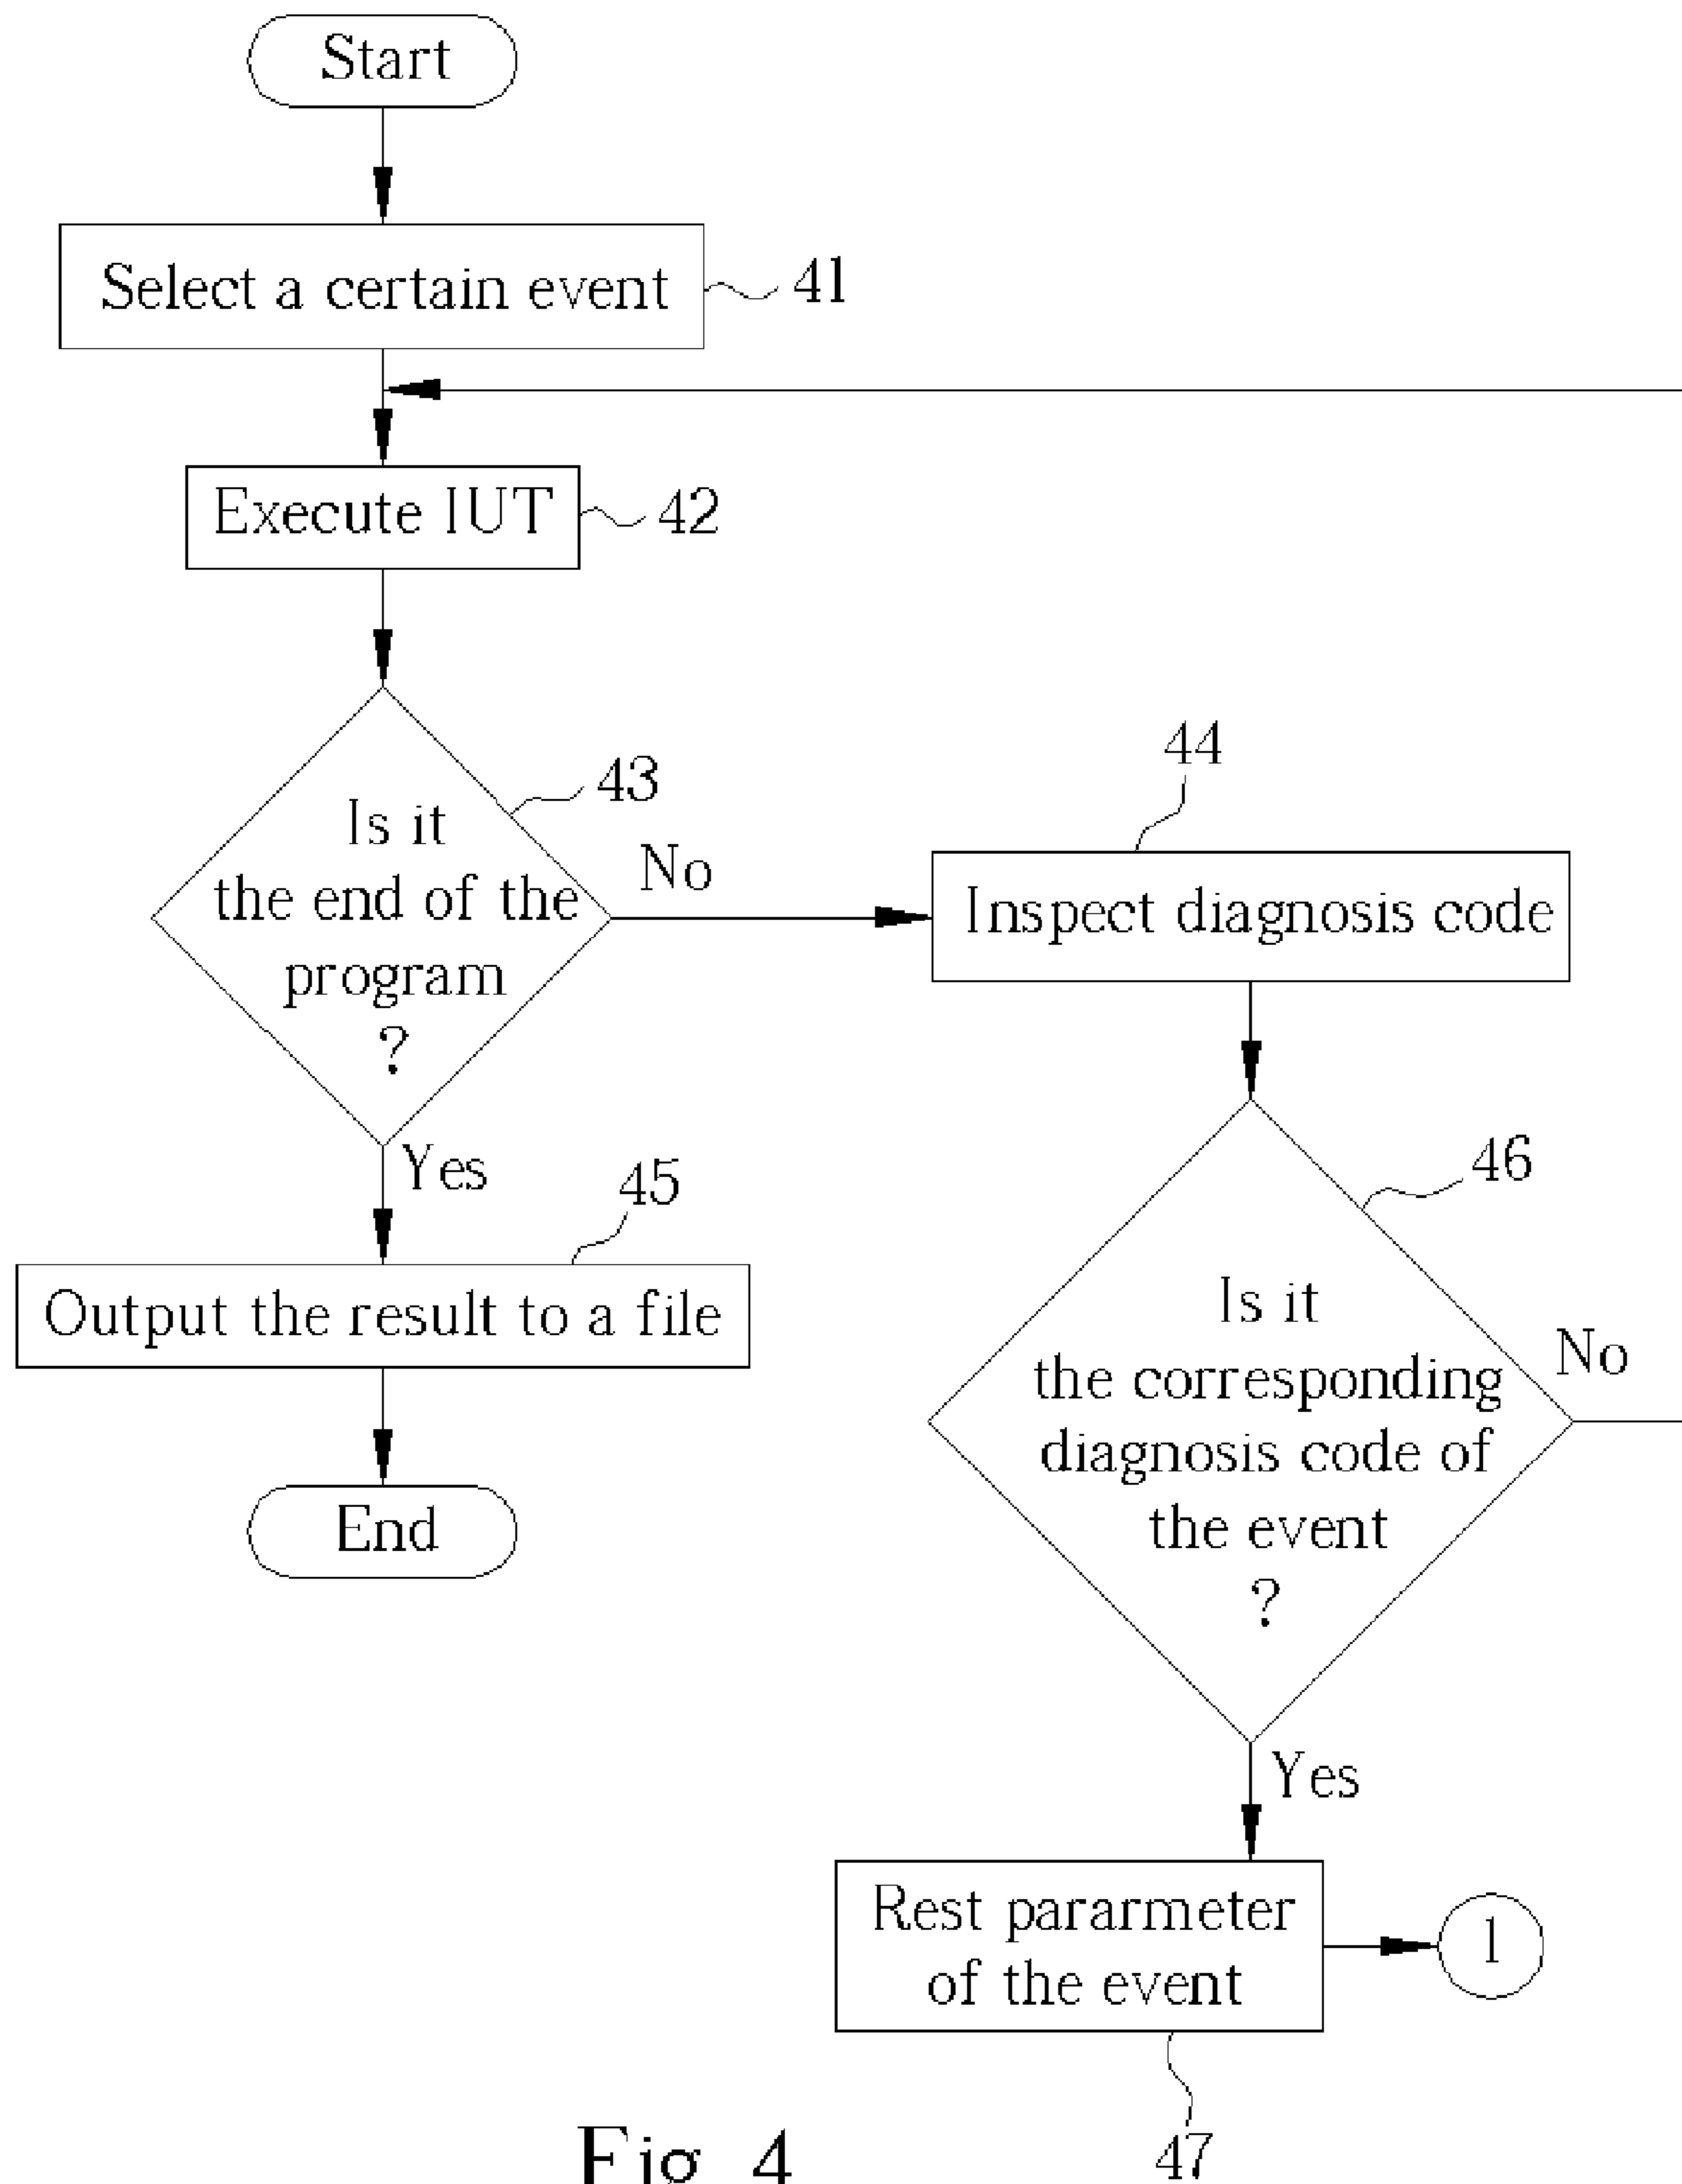 Start
Select a certain event
41
Execute IUT
42
43
Is it
the end of the
program
?
No
44
Inspect diagnosis code
Yes
45
Output the result to a file
End
46
Is it
the corresponding
diagnosis code of
the event
?
No
Yes
Rest pararmeter
of the event
1
47
Fig 4